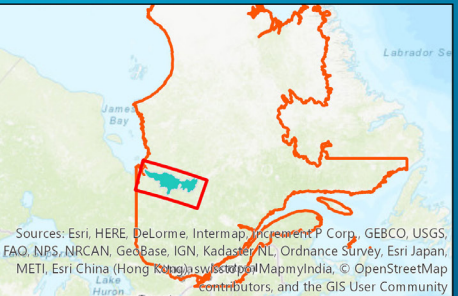 Labrador Se
James
Bay
Sources: Esri, HERE, DeLorme, Intermap, Increment P Corp., GEBCO, USGS,
FAO, NPS, NRCAN, GeoBase, IGN, Kadaster NL, Ordnance Survey, Esri Japan,
METI, Esri China (Hong Kong), swisstopo, MapmyIndia, © OpenStreetMap
contributors, and the GIS User Community
Lake
Huron